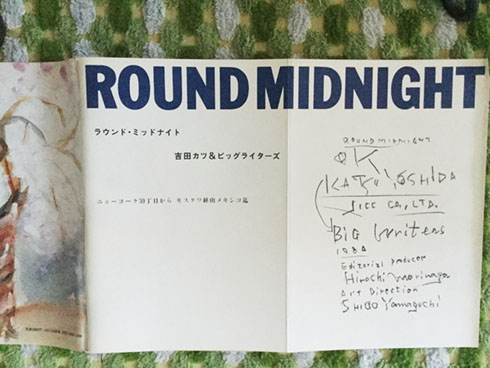 ROUND MIDNIGHT
ラウンド・ミッドナイト
吉田カツ&ビッグライターズ
ニューヨーク59丁目から モスクワ経由メキシコ迄
ROUND MIDNIGHT
KATSU YOSHIDA
JICC CO., LTD.
BIG Writers
1984
Editorial Producer
Hiroshi Morinaga
Art Direction
SHIBO Yamaguchi